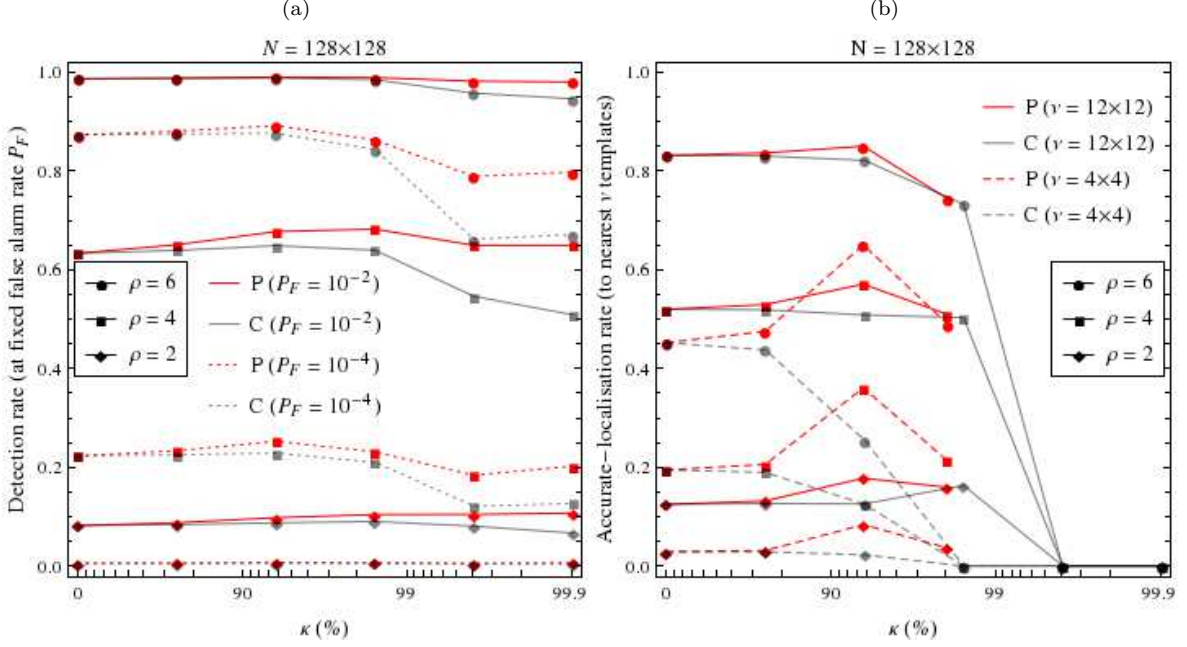 (a)
N = 128×128
Detection rate (at fixed false alarm rate P_F)
1.0
0.8
0.6
0.4
0.2
0.0
ρ = 6
ρ = 4
ρ = 2
P (P_F = 10⁻²)
C (P_F = 10⁻²)
P (P_F = 10⁻⁴)
C (P_F = 10⁻⁴)
0 90 99 99.9
κ (%)
(b)
N = 128×128
Accurate−localisation rate (to nearest ν templates)
1.0
0.8
0.6
0.4
0.2
0.0
P (ν = 12×12)
C (ν = 12×12)
P (ν = 4×4)
C (ν = 4×4)
ρ = 6
ρ = 4
ρ = 2
0 90 99 99.9
κ (%)